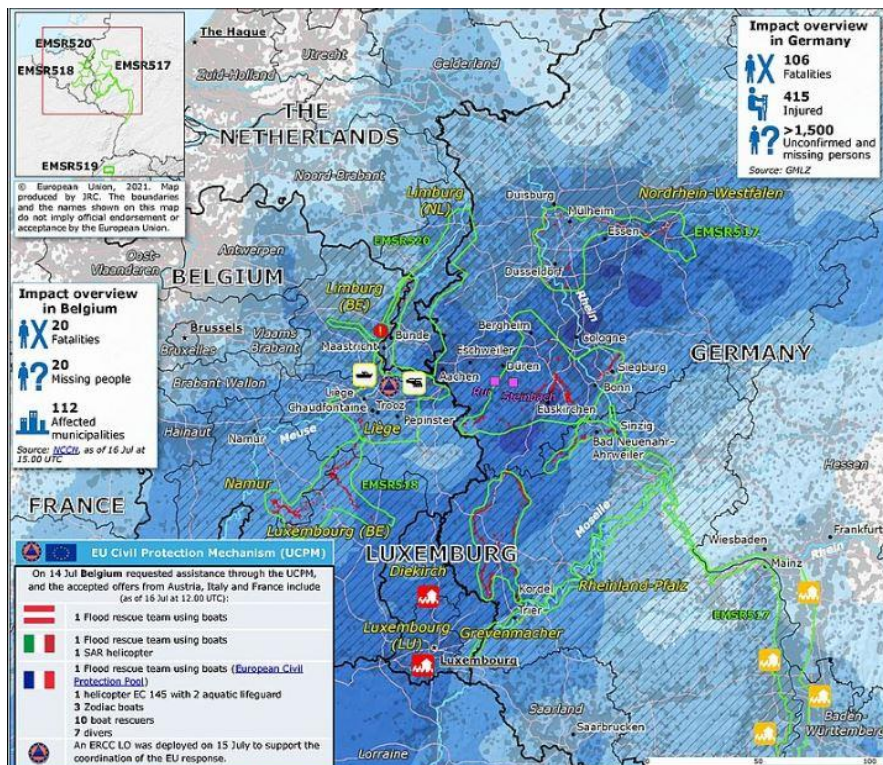 EMSR520
EMSR518
EMSR517
EMSR519
© European Union, 2021. Map
produced by JRC. The boundaries
and the names shown on this map
do not imply official endorsement or
acceptance by the European Union.
The Hague
Utrecht
Gelderland
Zuid-Holland
THE
NETHERLANDS
Noord-Brabant
Limburg
(NL)
Impact overview
in Germany
106
Fatalities
415
Injured
>1,500
Unconfirmed and
missing persons
Source: GMLZ
Duisburg
Nordrhein-Westfalen
Mülheim
Essen
EMSR517
EMSR520
Dusseldorf
Rhein
Oost-
Vlaanderen
Antwerpen
BELGIUM
Limburg
(BE)
Impact overview
in Belgium
20
Fatalities
20
Missing people
112
Affected
municipalities
Source: NCCN, as of 16 Jul at
15.00 UTC
Brussels
Bruxelles
Vlaams
Brabant
Brabant Wallon
Hainaut
Bünde
Maastricht
Bergheim
Cologne
GERMANY
Eschweiler
Düren
Aachen
Siegburg
Bonn
Rur
Steinbach
Euskirchen
Liège
Trooz
Chaudfontaine
Pepinster
Liège
Namur
Meuse
Sinzig
Bad Neuenahr-
Ahrweiler
Hessen
Namur
EMSR518
FRANCE
Luxembourg (BE)
LUXEMBURG
Moselle
Wiesbaden
Frankfurt
Mainz
Rhein
Diekirch
Kordel
Trier
Rheinland-Pfalz
EMSR517
Luxembourg
(LU)
Grevenmacher
Luxembourg
Saarland
Saarbrucken
Baden-
Württemberg
Lorraine
0
50
100
EU Civil Protection Mechanism (UCPM)
On 14 Jul Belgium requested assistance through the UCPM,
and the accepted offers from Austria, Italy and France include
(as of 16 Jul at 12.00 UTC):
1 Flood rescue team using boats
1 Flood rescue team using boats
1 SAR helicopter
1 Flood rescue team using boats (European Civil
Protection Pool)
1 helicopter EC 145 with 2 aquatic lifeguard
3 Zodiac boats
10 boat rescuers
7 divers
An ERCC LO was deployed on 15 July to support the
coordination of the EU response.